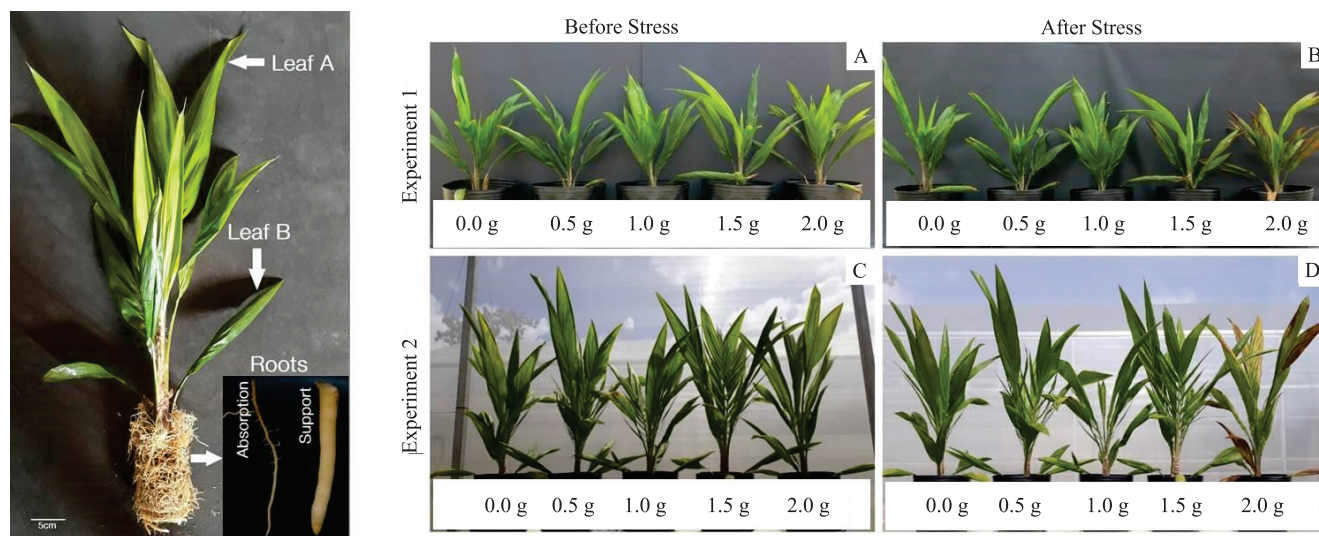 Leaf A
Leaf B
Roots
Absorption
Support
5cm
Before Stress
After Stress
Experiment 1
A
0.0 g 0.5 g 1.0 g 1.5 g 2.0 g
B
0.0 g 0.5 g 1.0 g 1.5 g 2.0 g
Experiment 2
C
0.0 g 0.5 g 1.0 g 1.5 g 2.0 g
D
0.0 g 0.5 g 1.0 g 1.5 g 2.0 g